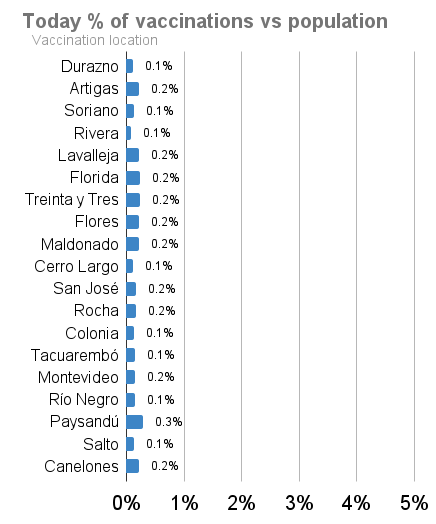 Today % of vaccinations vs population
Vaccination location
Durazno 0.1%
Artigas 0.2%
Soriano 0.1%
Rivera 0.1%
Lavalleja 0.2%
Florida 0.2%
Treinta y Tres 0.2%
Flores 0.2%
Maldonado 0.2%
Cerro Largo 0.1%
San José 0.2%
Rocha 0.2%
Colonia 0.1%
Tacuarembó 0.1%
Montevideo 0.2%
Río Negro 0.1%
Paysandú 0.3%
Salto 0.1%
Canelones 0.2%
0% 1% 2% 3% 4% 5%